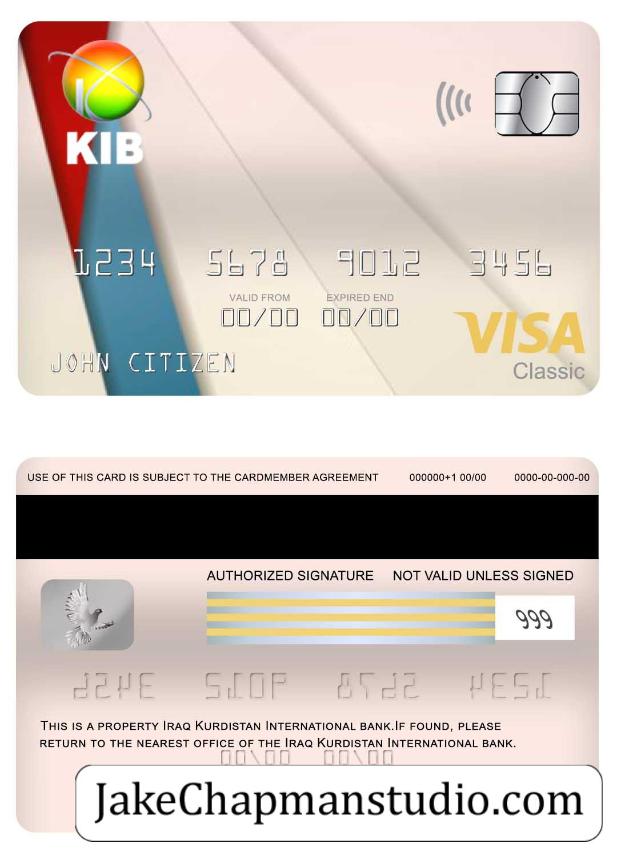 KIB
1234 5678 9012 3456
VALID FROM EXPIRED END
00/00 00/00
VISA
JOHN CITIZEN
Classic
USE OF THIS CARD IS SUBJECT TO THE CARDMEMBER AGREEMENT 000000+1 00/00 0000-00-000-00
AUTHORIZED SIGNATURE NOT VALID UNLESS SIGNED
999
THIS IS A PROPERTY IRAQ KURDISTAN INTERNATIONAL BANK.IF FOUND, PLEASE
RETURN TO THE NEAREST OFFICE OF THE IRAQ KURDISTAN INTERNATIONAL BANK.
JakeChapmanstudio.com